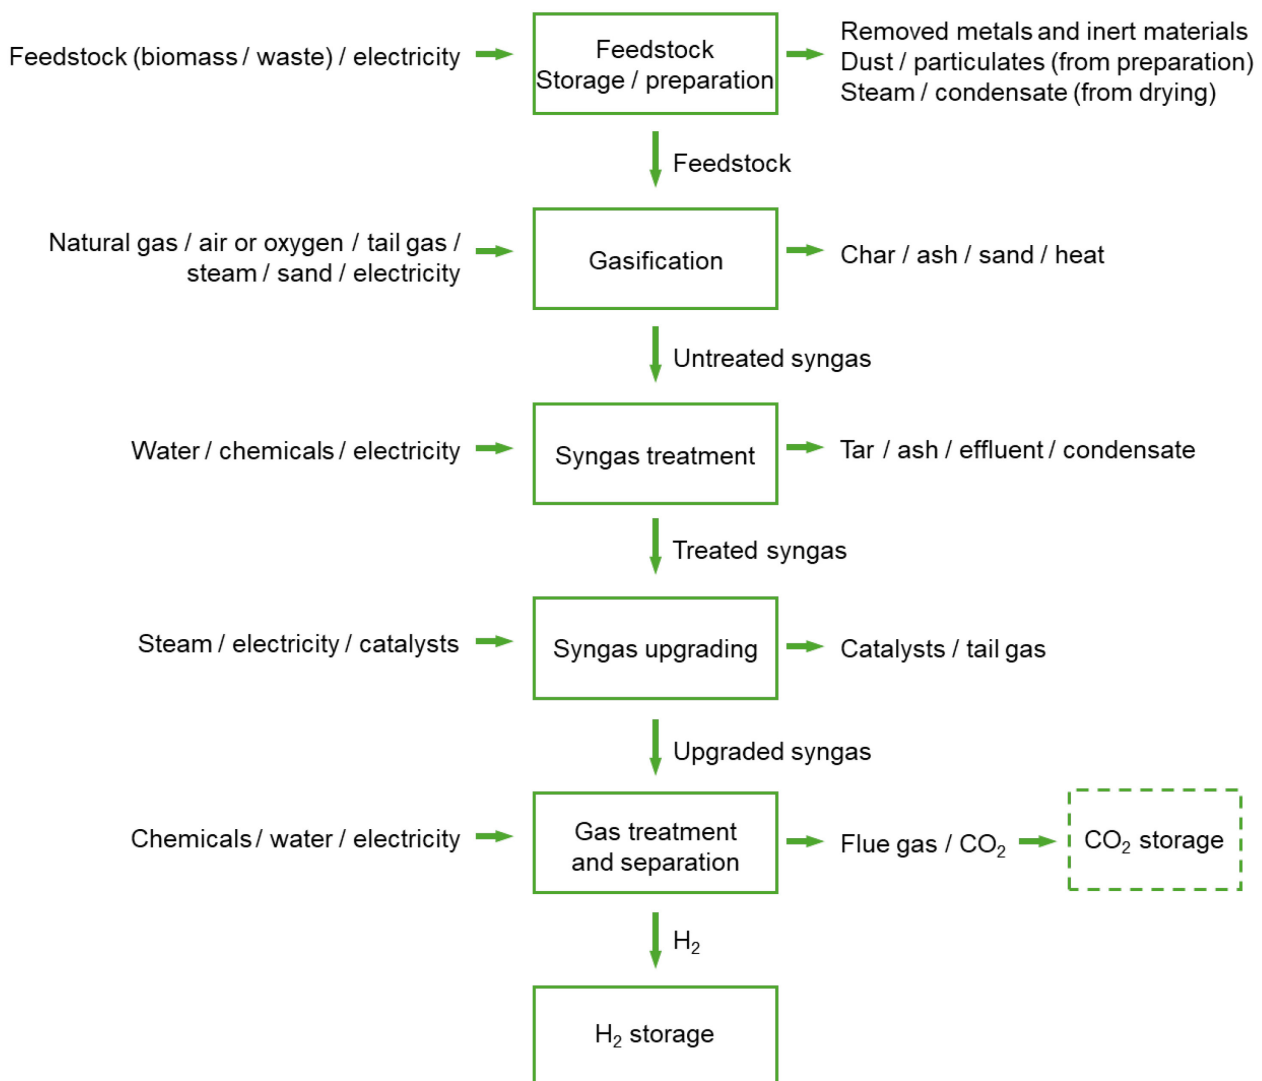 Feedstock (biomass / waste) / electricity
Feedstock
Storage / preparation
Removed metals and inert materials
Dust / particulates (from preparation)
Steam / condensate (from drying)
Feedstock
Natural gas / air or oxygen / tail gas /
steam / sand / electricity
Gasification
Char / ash / sand / heat
Untreated syngas
Water / chemicals / electricity
Syngas treatment
Tar / ash / effluent / condensate
Treated syngas
Steam / electricity / catalysts
Syngas upgrading
Catalysts / tail gas
Upgraded syngas
Chemicals / water / electricity
Gas treatment
and separation
Flue gas / CO₂
CO₂ storage
H₂
H₂ storage